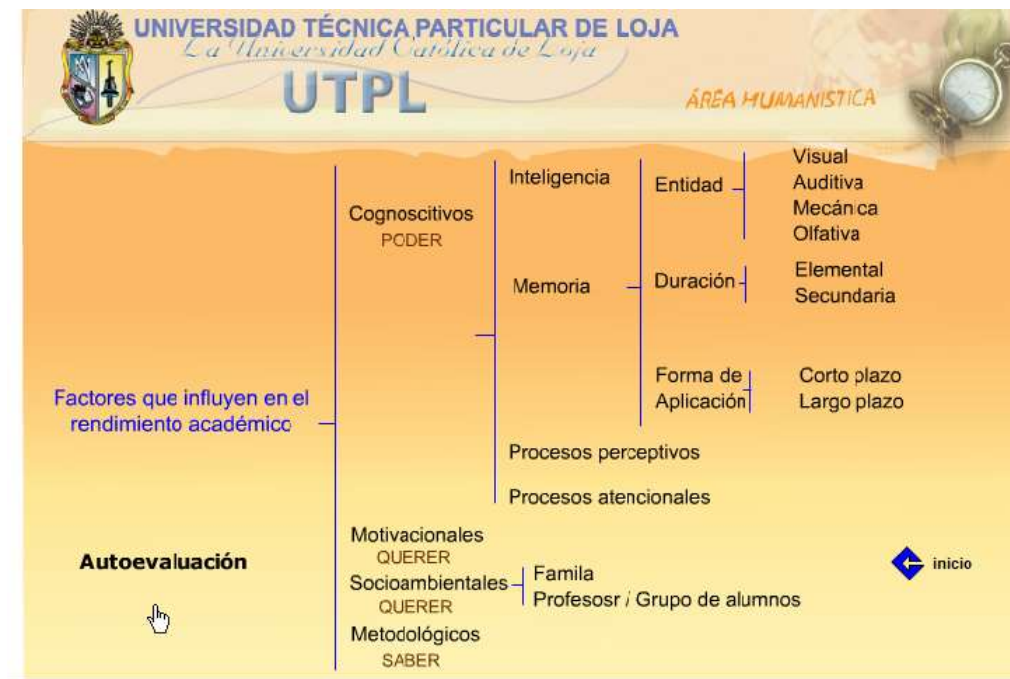 UNIVERSIDAD TÉCNICA PARTICULAR DE LOJA
La Universidad Católica de Loja
UTPL
ÁREA HUMANISTICA
Factores que influyen en el
rendimiento académico
Cognoscitivos
PODER
Inteligencia
Memoria
Entidad
Visual
Auditiva
Mecánica
Olfativa
Duración
Elemental
Secundaria
Forma de
Aplicación
Corto plazo
Largo plazo
Procesos perceptivos
Procesos atencionales
Motivacionales
QUERER
Socioambientales
QUERER
Famila
Profesosr / Grupo de alumnos
Metodológicos
SABER
Autoevaluación
inicio